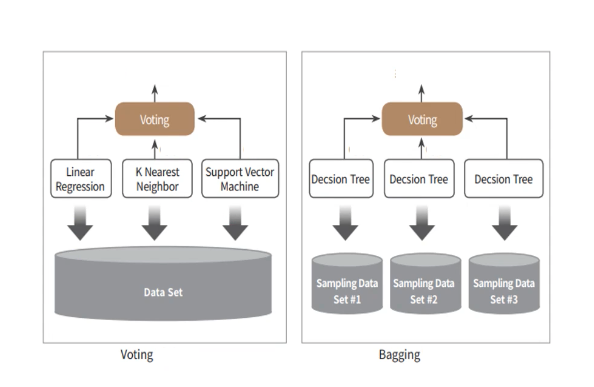 Voting
Linear
Regression
K Nearest
Neighbor
Support Vector
Machine
Data Set
Voting
Voting
Decsion Tree
Decsion Tree
Decsion Tree
Sampling Data
Set #1
Sampling Data
Set #2
Sampling Data
Set #3
Bagging